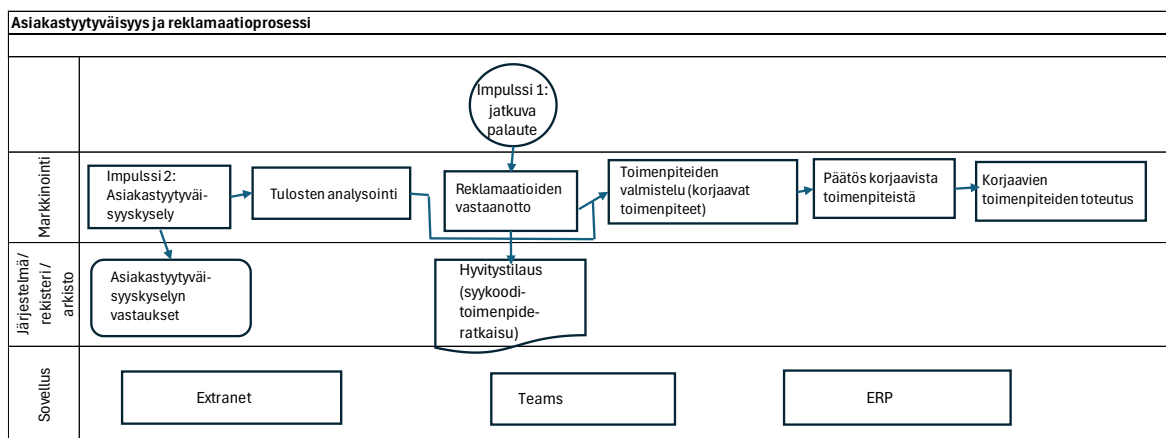 Asiakastyytyväisyys ja reklamaatioprosessi
Impulssi 1:
jatkuva
palaute
Markkinointi
Impulssi 2:
Asiakastyytyväi-
syyskysely
Tulosten analysointi
Reklamaatioiden
vastaanotto
Toimenpiteiden
valmistelu (korjaavat
toimenpiteet)
Päätös korjaavista
toimenpiteistä
Korjaavien
toimenpiteiden toteutus
Järjestelmä/
rekisteri /
arkisto
Asiakastyytyväi-
syyskyselyn
vastaukset
Hyvitystilaus
(syykoodi-
toimenpide-
ratkaisu)
Sovellus
Extranet
Teams
ERP